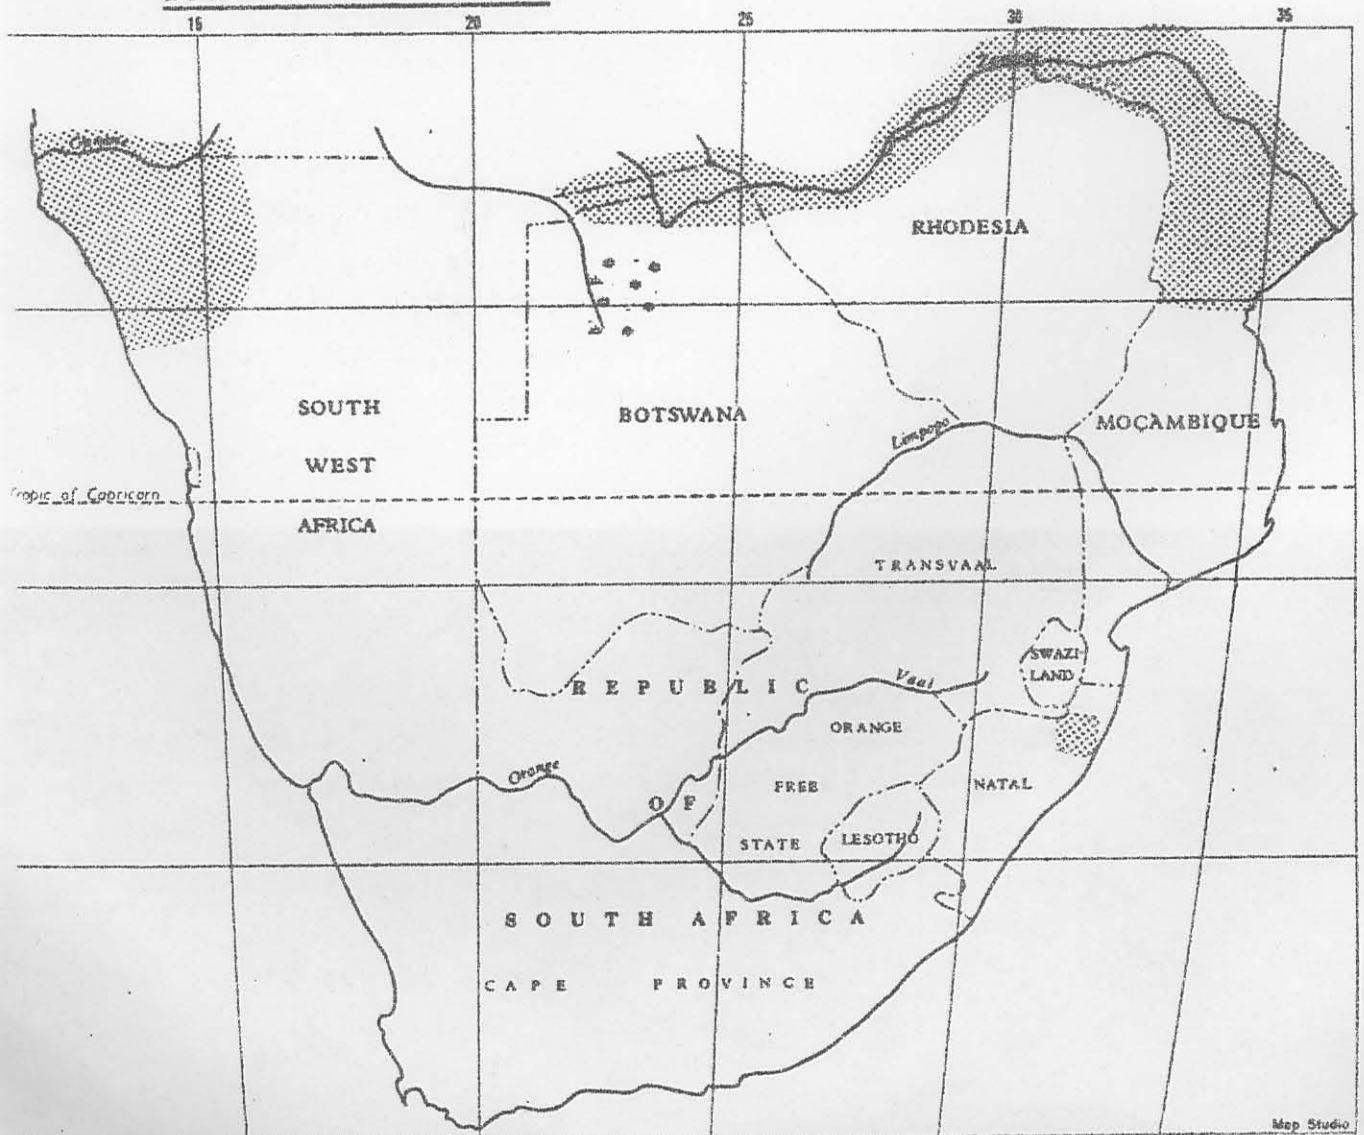 15 20 25 30 35
Cunene
RHODESIA
SOUTH
WEST
AFRICA
BOTSWANA
MOÇAMBIQUE
Limpopo
Tropic of Capricorn
TRANSVAAL
SWAZI-
LAND
REPUBLIC
Vaal
ORANGE
Orange
FREE
NATAL
OF
STATE
LESOTHO
SOUTH AFRICA
CAPE PROVINCE
Map Studio